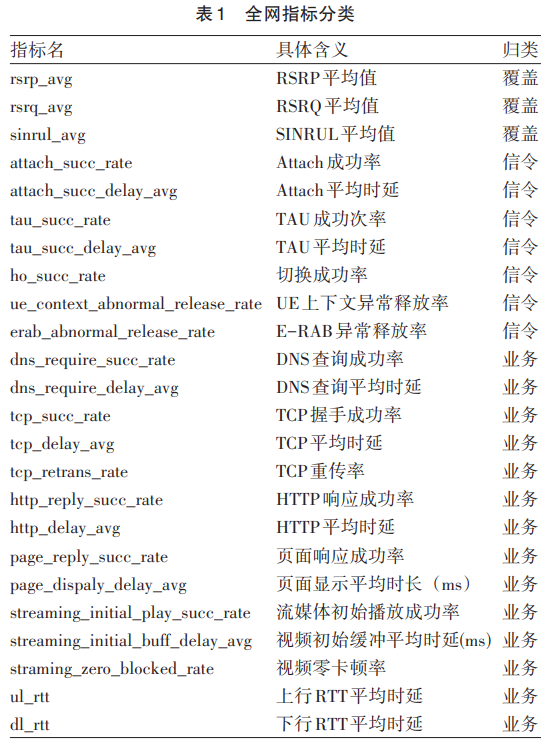 表1 全网指标分类
指标名 具体含义 归类
rsrp_avg RSRP平均值 覆盖
rsrq_avg RSRQ平均值 覆盖
sinrul_avg SINRUL平均值 覆盖
attach_succ_rate Attach成功率 信令
attach_succ_delay_avg Attach平均时延 信令
tau_succ_rate TAU成功次率 信令
tau_succ_delay_avg TAU平均时延 信令
ho_succ_rate 切换成功率 信令
ue_context_abnormal_release_rate UE上下文异常释放率 信令
erab_abnormal_release_rate E-RAB异常释放率 信令
dns_require_succ_rate DNS查询成功率 业务
dns_require_delay_avg DNS查询平均时延 业务
tcp_succ_rate TCP握手成功率 业务
tcp_delay_avg TCP平均时延 业务
tcp_retrans_rate TCP重传率 业务
http_reply_succ_rate HTTP响应成功率 业务
http_delay_avg HTTP平均时延 业务
page_reply_succ_rate 页面响应成功率 业务
page_dispaly_delay_avg 页面显示平均时长（ms） 业务
streaming_initial_play_succ_rate 流媒体初始播放成功率 业务
streaming_initial_buff_delay_avg 视频初始缓冲平均时延(ms) 业务
straming_zero_blocked_rate 视频零卡顿率 业务
ul_rtt 上行RTT平均时延 业务
dl_rtt 下行RTT平均时延 业务